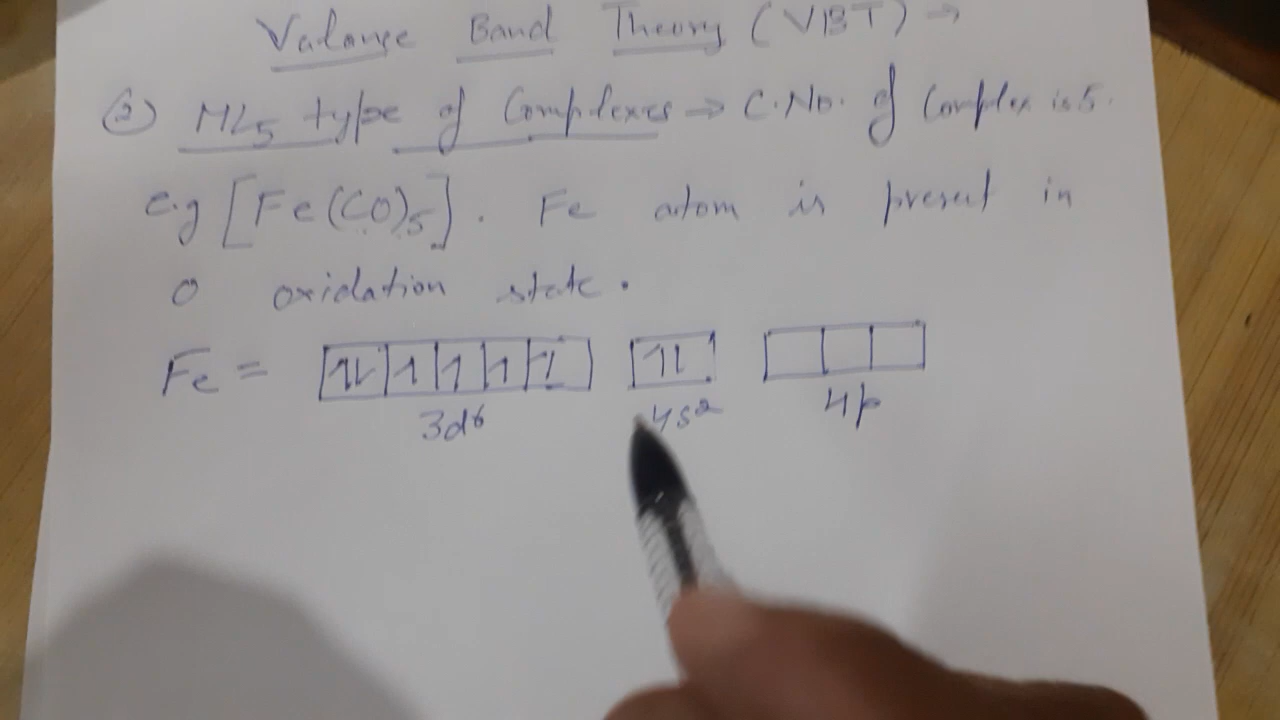 Valance Band Theory (VBT) →
② ML5 type of Complexes ⇒ C.No. of Complex is 5.
e.g [Fe(CO)5]. Fe atom is present in
0 oxidation state.
Fe = ⇅ ↑ ↑ ↑ ↑ ⇅
3d6 4s2 4p